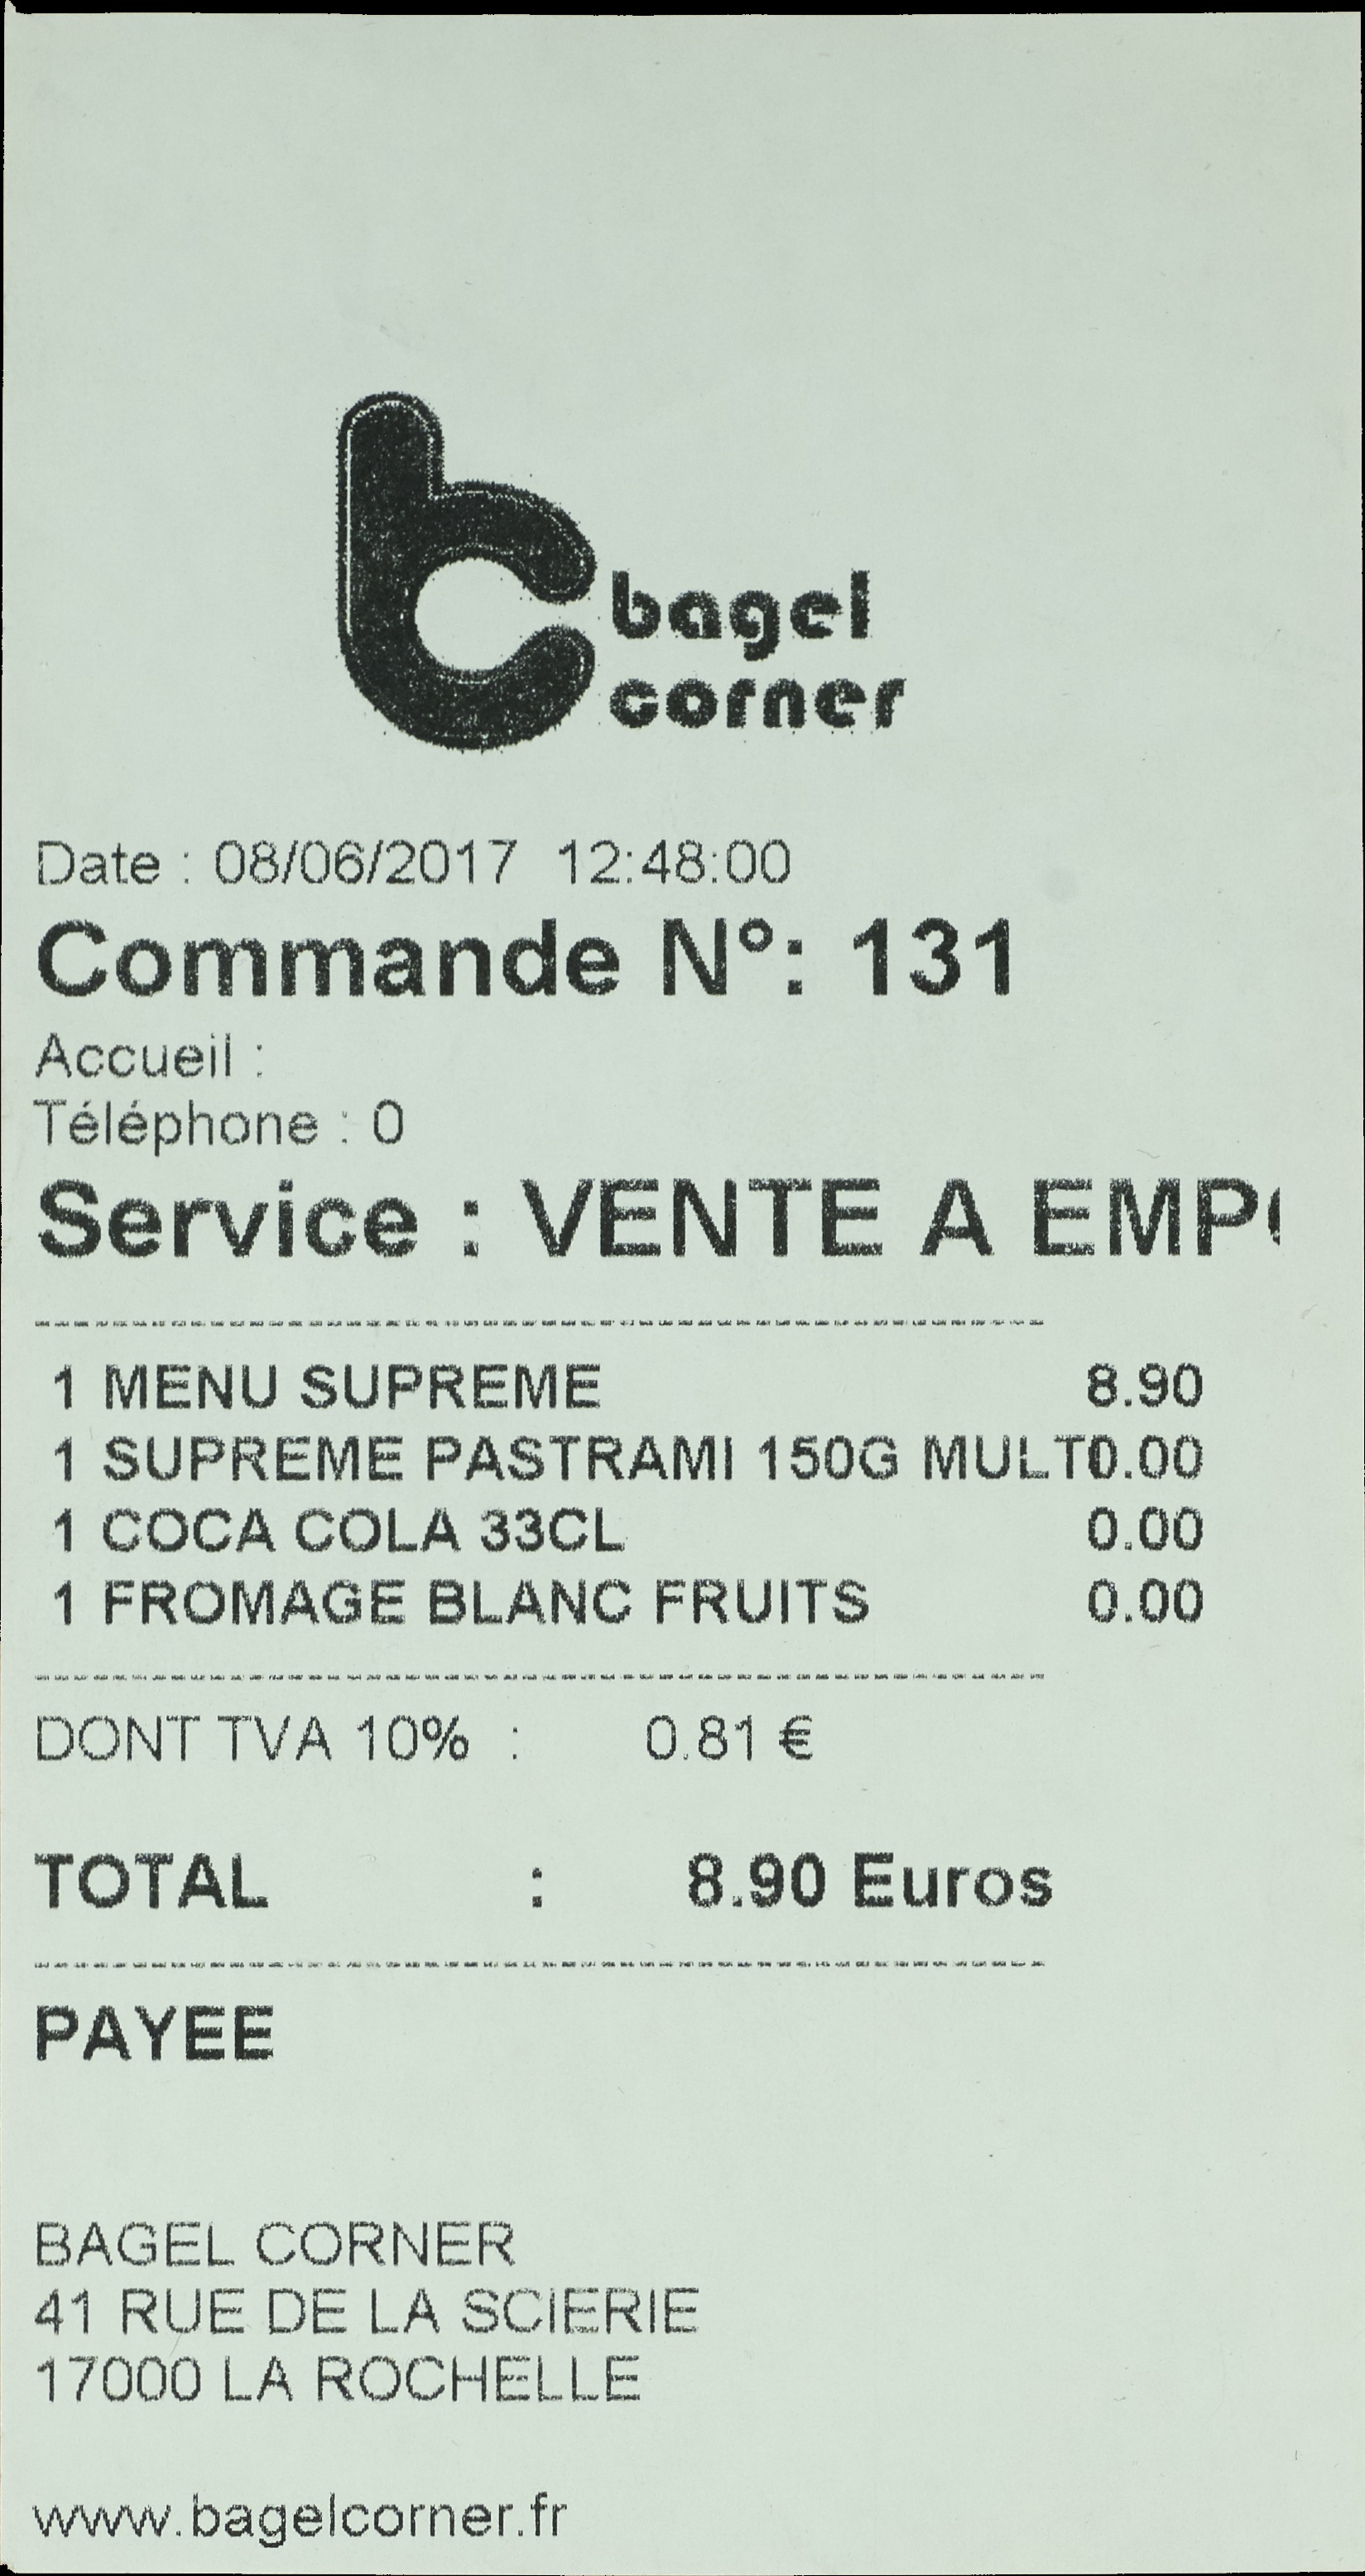 bagel
corner
Date : 08/06/2017 12:48:00
Commande N°: 131
Accueil :
Téléphone : 0
Service : VENTE A EMP
1 MENU SUPREME 8.90
1 SUPREME PASTRAMI 150G MULT 0.00
1 COCA COLA 33CL 0.00
1 FROMAGE BLANC FRUITS 0.00
DONT TVA 10% : 0.81 €
TOTAL : 8.90 Euros
PAYEE
BAGEL CORNER
41 RUE DE LA SCIERIE
17000 LA ROCHELLE
www.bagelcorner.fr